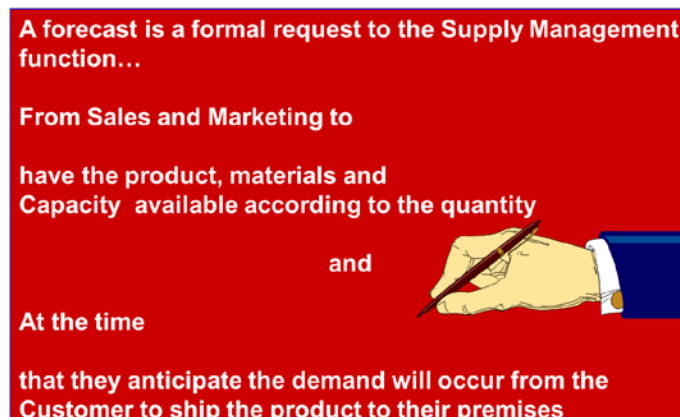 A forecast is a formal request to the Supply Management
function…
From Sales and Marketing to
have the product, materials and
Capacity available according to the quantity
and
At the time
that they anticipate the demand will occur from the
Customer to ship the product to their premises